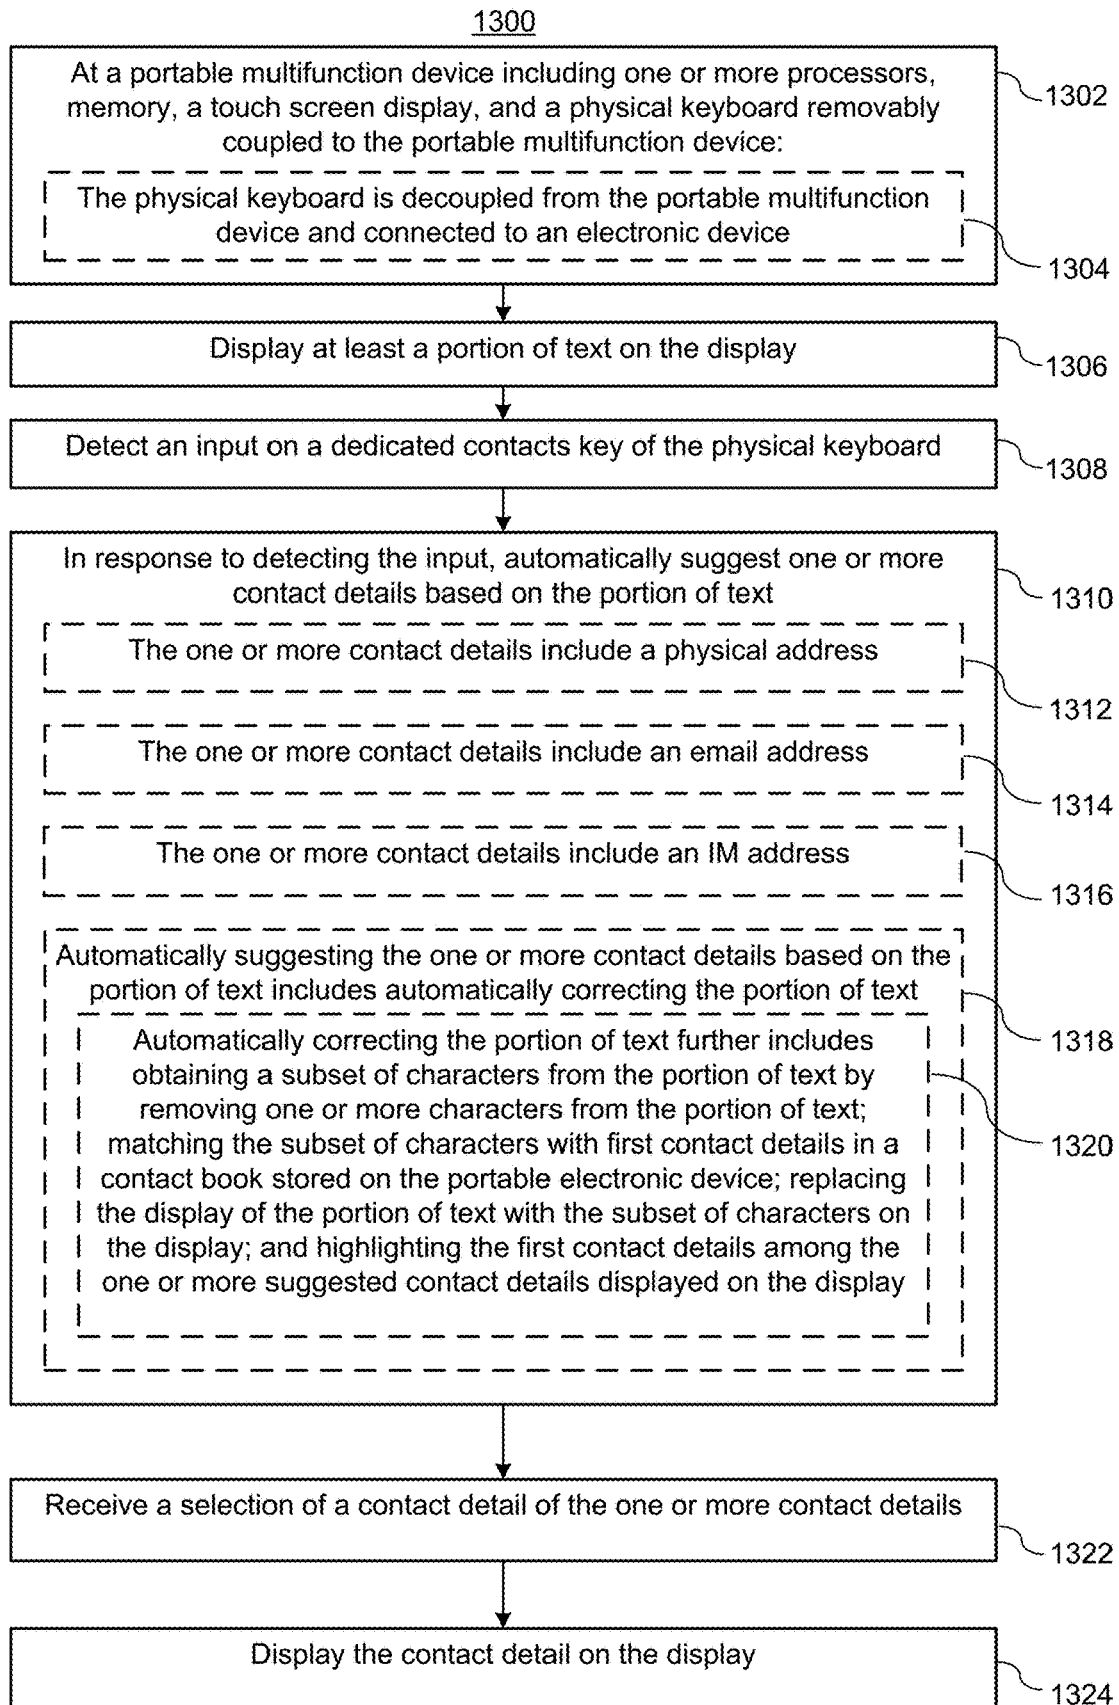 1300
At a portable multifunction device including one or more processors,
memory, a touch screen display, and a physical keyboard removably
coupled to the portable multifunction device:
1302
The physical keyboard is decoupled from the portable multifunction
device and connected to an electronic device
1304
Display at least a portion of text on the display
1306
Detect an input on a dedicated contacts key of the physical keyboard
1308
In response to detecting the input, automatically suggest one or more
contact details based on the portion of text
1310
The one or more contact details include a physical address
1312
The one or more contact details include an email address
1314
The one or more contact details include an IM address
1316
Automatically suggesting the one or more contact details based on the
portion of text includes automatically correcting the portion of text
1318
Automatically correcting the portion of text further includes
obtaining a subset of characters from the portion of text by
removing one or more characters from the portion of text;
matching the subset of characters with first contact details in a
contact book stored on the portable electronic device; replacing
the display of the portion of text with the subset of characters on
the display; and highlighting the first contact details among the
one or more suggested contact details displayed on the display
1320
Receive a selection of a contact detail of the one or more contact details
1322
Display the contact detail on the display
1324